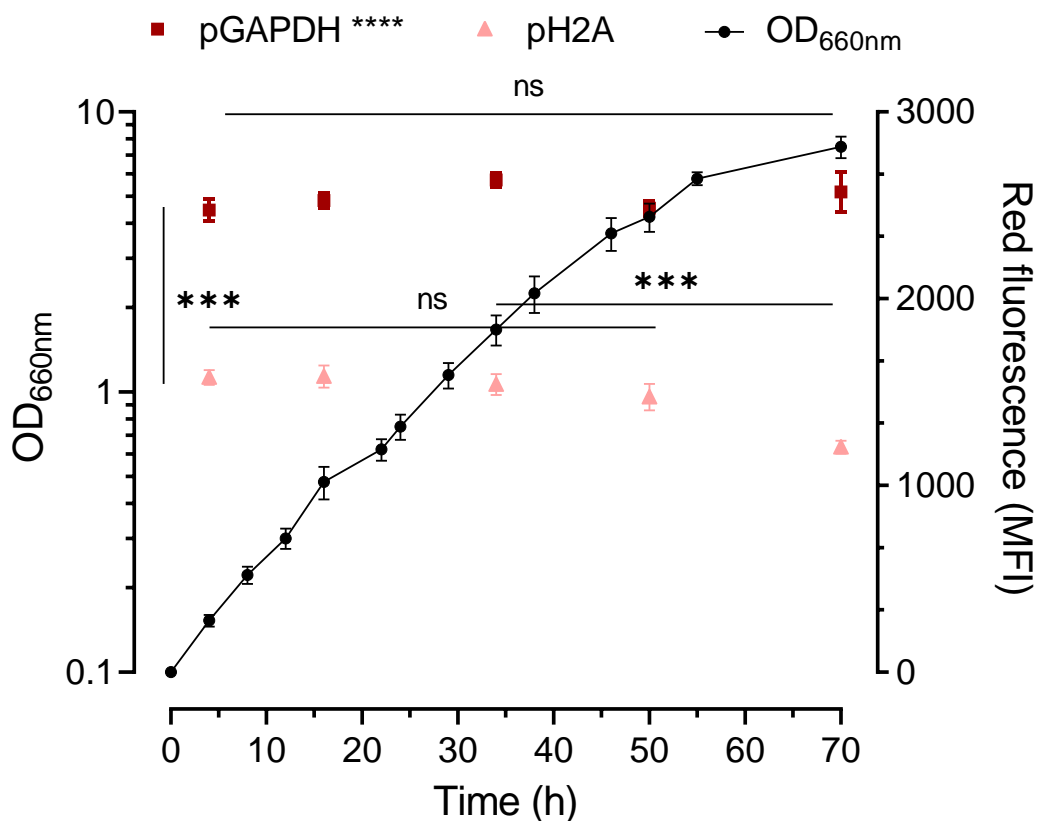 pGAPDH **** pH2A OD660nm
ns
10 3000
*** ***
2000
ns
1
1000
0.1 0
OD660nm
Red fluorescence (MFI)
0 10 20 30 40 50 60 70
Time (h)